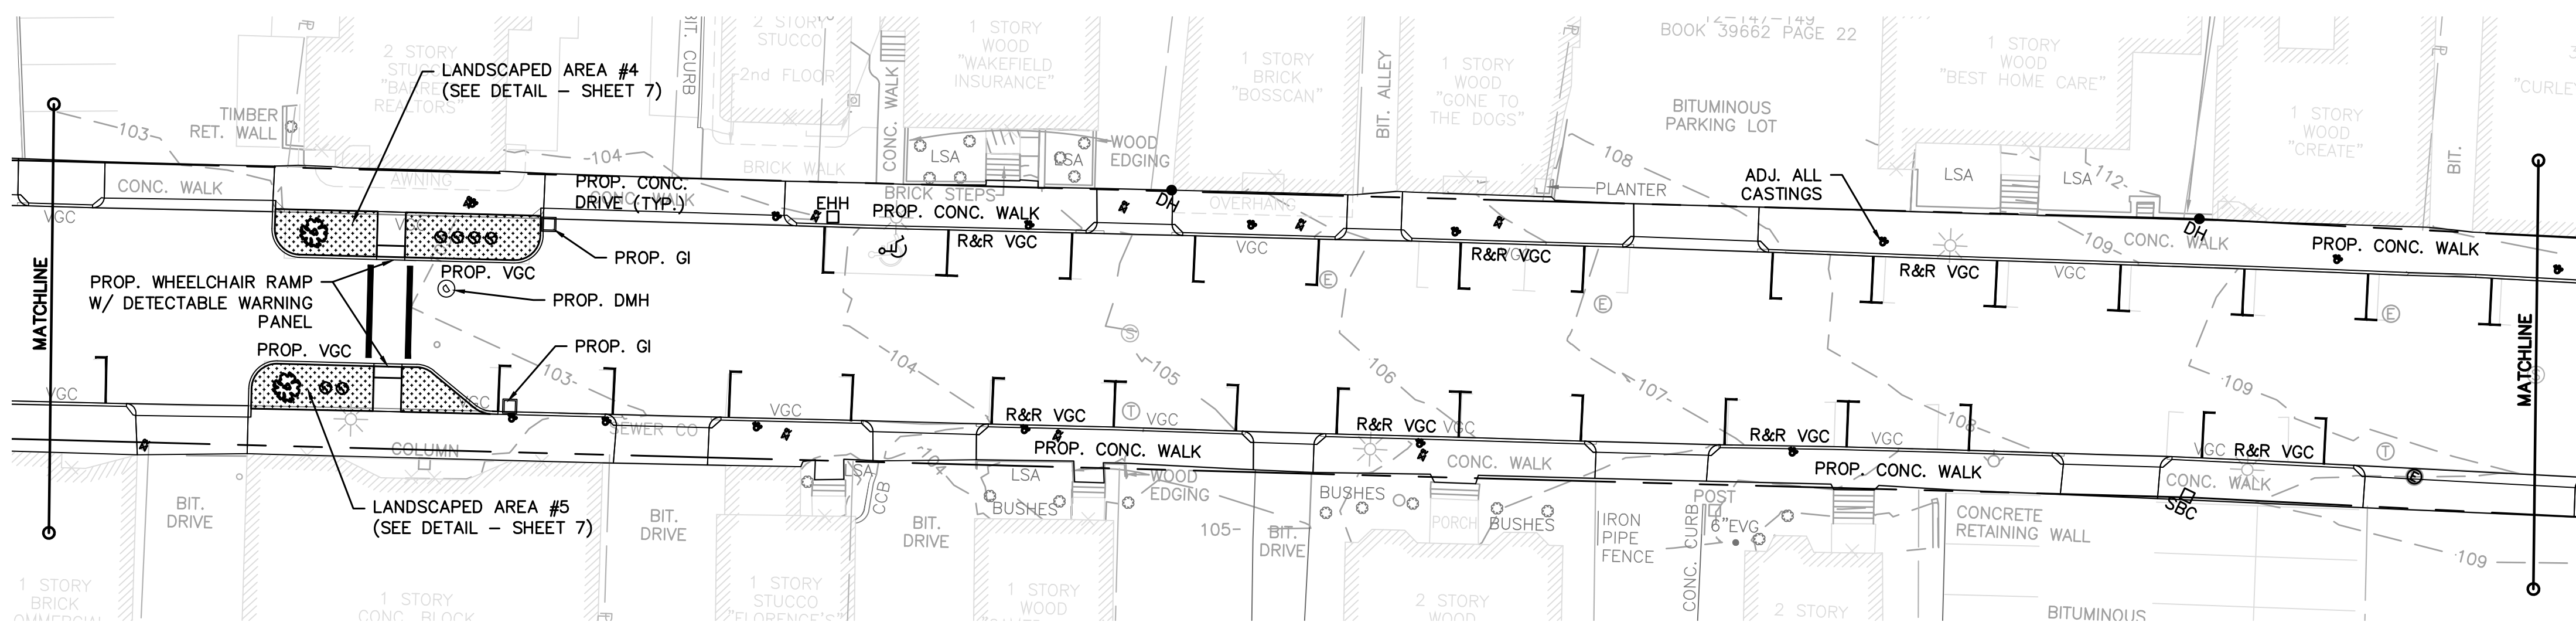 BOOK 39662 PAGE 22
2 STORY
STUCCO
2nd FLOOR
BIT. CURB
CONC. WALK
1 STORY
WOOD
"WAKEFIELD
INSURANCE"
1 STORY
BRICK
"BOSSCAN"
BIT. ALLEY
1 STORY
WOOD
"GONE TO
THE DOGS"
BITUMINOUS
PARKING LOT
1 STORY
WOOD
"BEST HOME CARE"
1 STORY
WOOD
"CREATE"
BIT.
2 STORY
LANDSCAPED AREA #4
(SEE DETAIL - SHEET 7)
REALTORS"
TIMBER
RET. WALL
103
104
108
112
109
BRICK WALK
AWNING
LSA
LSA
WOOD
EDGING
BRICK STEPS
OVERHANG
PLANTER
ADJ. ALL
CASTINGS
LSA
LSA
CONC. WALK
VGC
PROP. CONC.
DRIVE (TYP.)
EHH
PROP. CONC. WALK
DH
R&R VGC
VGC
R&R VGC
R&R VGC
VGC
CONC. WALK
DH
PROP. CONC. WALK
PROP. GI
PROP. VGC
PROP. DMH
PROP. WHEELCHAIR RAMP
W/ DETECTABLE WARNING
PANEL
MATCHLINE
MATCHLINE
E
E
E
S
PROP. VGC
PROP. GI
VGC
103
104
105
106
107
108
109
VGC
T
R&R VGC
VGC
PROP. CONC. WALK
R&R VGC
VGC
CONC. WALK
R&R VGC
VGC
PROP. CONC. WALK
VGC
R&R VGC
T
CONC. WALK
SBC
SEWER CO
COLUMN
LANDSCAPED AREA #5
(SEE DETAIL - SHEET 7)
BIT.
DRIVE
BIT.
DRIVE
CCB
BIT.
DRIVE
104
LSA
BUSHES
WOOD
EDGING
105
BIT.
DRIVE
BUSHES
PORCH
BUSHES
IRON
PIPE
FENCE
CONC. CURB
POST
6"EVG
CONCRETE
RETAINING WALL
109
BITUMINOUS
1 STORY
BRICK
1 STORY
CONC. BLOCK
1 STORY
STUCCO
"FLORENCE'S"
1 STORY
WOOD
2 STORY
WOOD
2 STORY